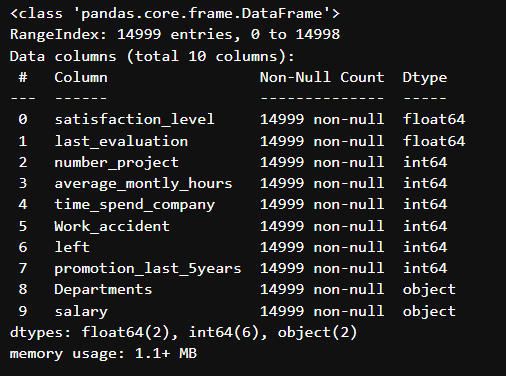 <class 'pandas.core.frame.DataFrame'>
RangeIndex: 14999 entries, 0 to 14998
Data columns (total 10 columns):
 #   Column                 Non-Null Count  Dtype
---  ------                 --------------  -----
 0   satisfaction_level     14999 non-null  float64
 1   last_evaluation        14999 non-null  float64
 2   number_project         14999 non-null  int64
 3   average_montly_hours   14999 non-null  int64
 4   time_spend_company     14999 non-null  int64
 5   Work_accident          14999 non-null  int64
 6   left                   14999 non-null  int64
 7   promotion_last_5years  14999 non-null  int64
 8   Departments            14999 non-null  object
 9   salary                 14999 non-null  object
dtypes: float64(2), int64(6), object(2)
memory usage: 1.1+ MB